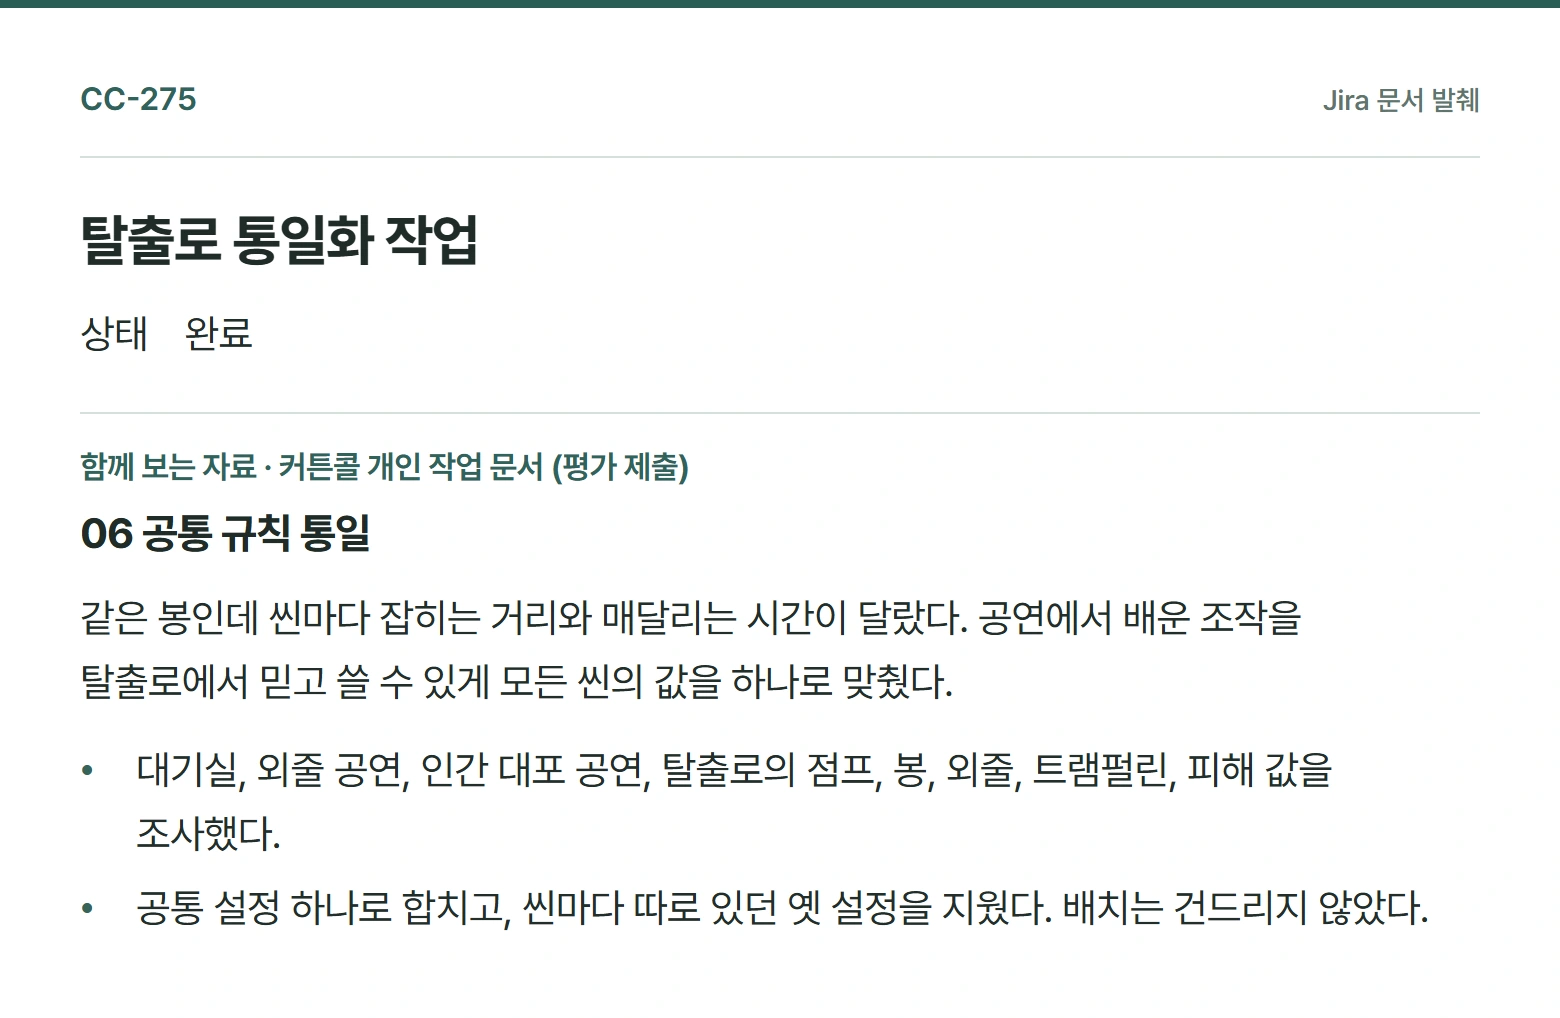 CC-275
Jira 문서 발췌
탈출로 통일화 작업
상태 완료
함께 보는 자료 · 커튼콜 개인 작업 문서 (평가 제출)
06 공통 규칙 통일
같은 봉인데 씬마다 잡히는 거리와 매달리는 시간이 달랐다. 공연에서 배운 조작을
탈출로에서 믿고 쓸 수 있게 모든 씬의 값을 하나로 맞췄다.
• 대기실, 외줄 공연, 인간 대포 공연, 탈출로의 점프, 봉, 외줄, 트램펄린, 피해 값을
조사했다.
• 공통 설정 하나로 합치고, 씬마다 따로 있던 옛 설정을 지웠다. 배치는 건드리지 않았다.